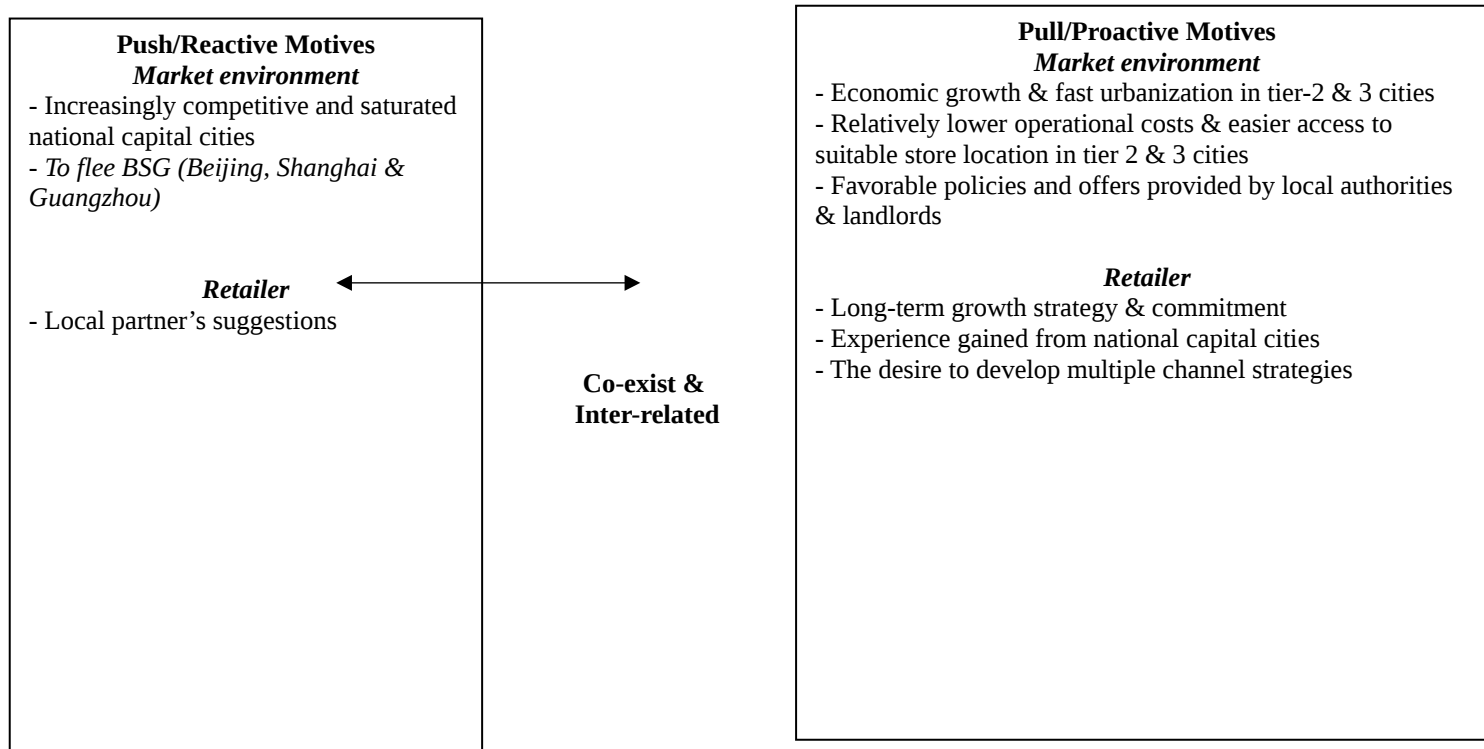 Push/Reactive Motives
Market environment
- Increasingly competitive and saturated
national capital cities
- To flee BSG (Beijing, Shanghai &
Guangzhou)
Retailer
- Local partner’s suggestions
Co-exist &
Inter-related
Pull/Proactive Motives
Market environment
- Economic growth & fast urbanization in tier-2 & 3 cities
- Relatively lower operational costs & easier access to
suitable store location in tier 2 & 3 cities
- Favorable policies and offers provided by local authorities
& landlords
Retailer
- Long-term growth strategy & commitment
- Experience gained from national capital cities
- The desire to develop multiple channel strategies